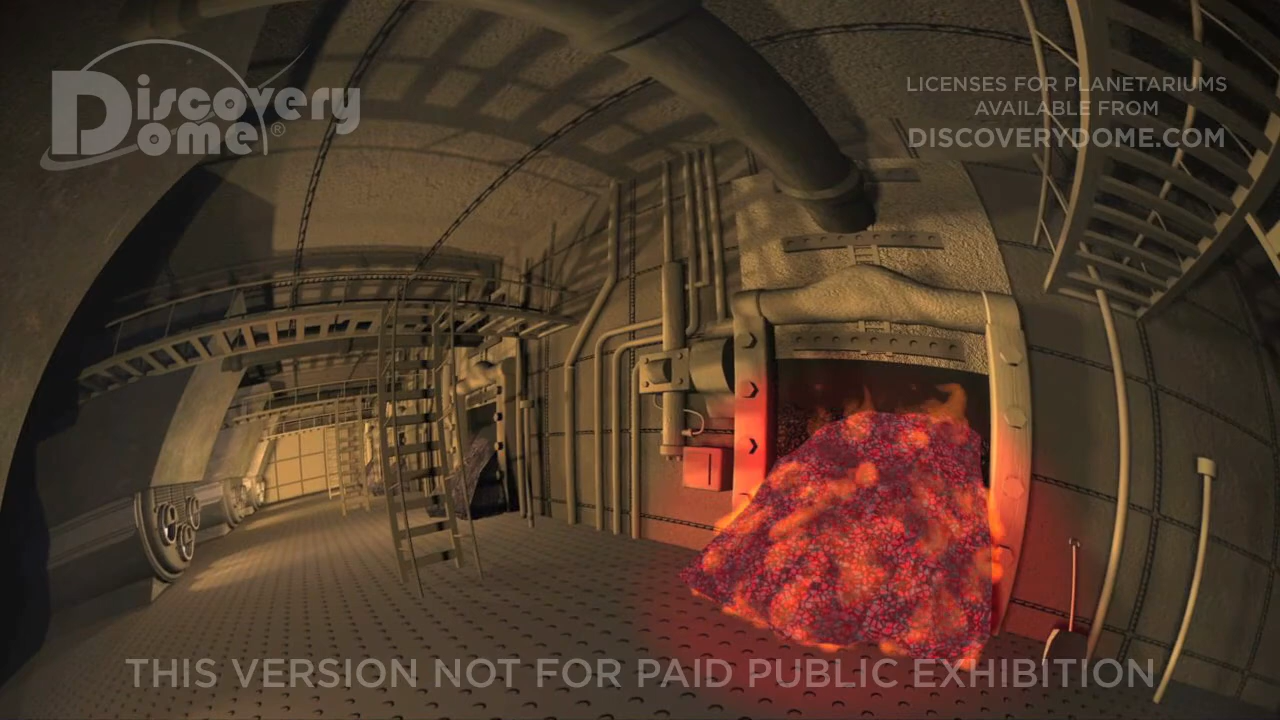 Discovery
Dome®
LICENSES FOR PLANETARIUMS
AVAILABLE FROM
DISCOVERYDOME.COM
THIS VERSION NOT FOR PAID PUBLIC EXHIBITION